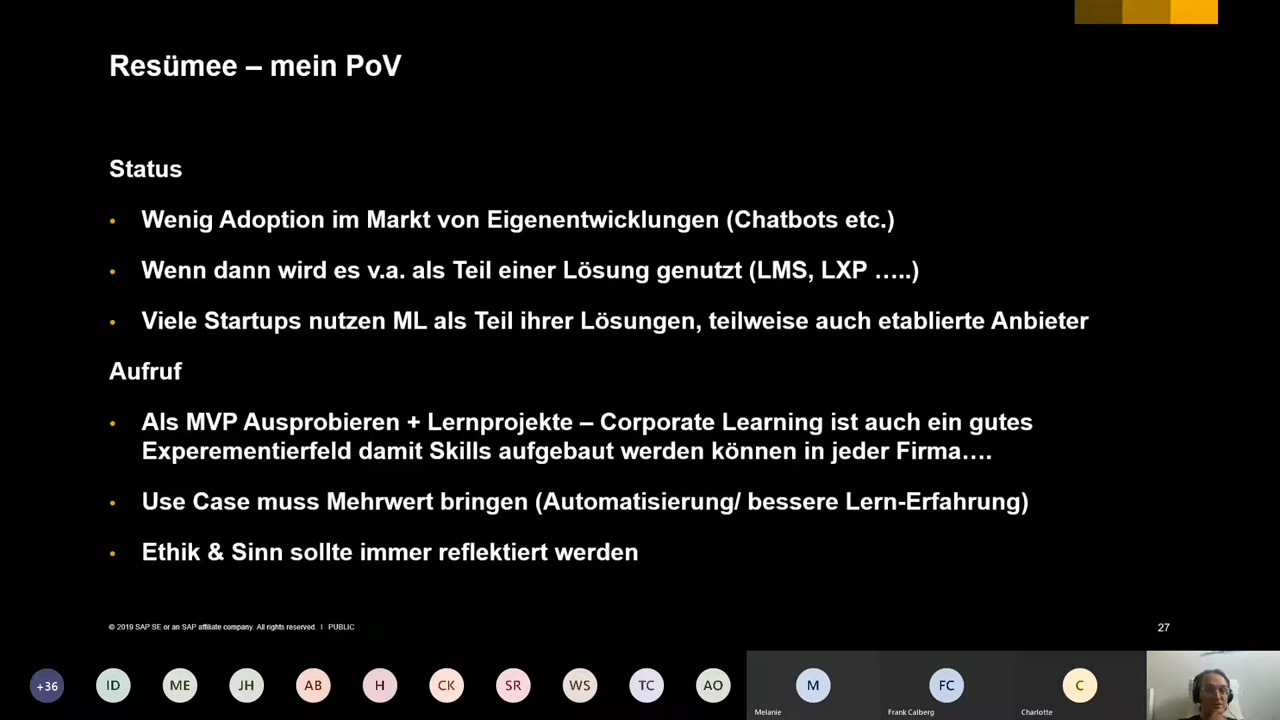 Resümee – mein PoV
Status
• Wenig Adoption im Markt von Eigenentwicklungen (Chatbots etc.)
• Wenn dann wird es v.a. als Teil einer Lösung genutzt (LMS, LXP …..)
• Viele Startups nutzen ML als Teil ihrer Lösungen, teilweise auch etablierte Anbieter
Aufruf
• Als MVP Ausprobieren + Lernprojekte – Corporate Learning ist auch ein gutes
Experementierfeld damit Skills aufgebaut werden können in jeder Firma….
• Use Case muss Mehrwert bringen (Automatisierung/ bessere Lern-Erfahrung)
• Ethik & Sinn sollte immer reflektiert werden
© 2019 SAP SE or an SAP affiliate company. All rights reserved. I PUBLIC
27
+36 ID ME JH AB H CK SR WS TC AO M FC C
Melanie Frank Calberg Charlotte